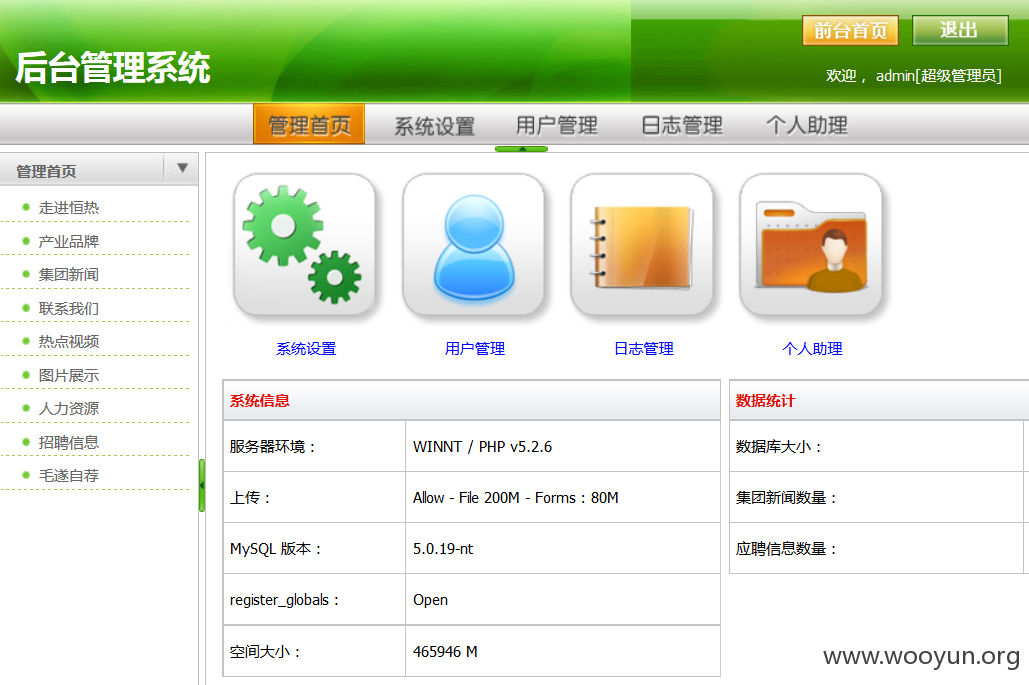 前台首页 退出
后台管理系统
欢迎 ，admin[超级管理员]
管理首页 系统设置 用户管理 日志管理 个人助理
管理首页
走进恒热
产业品牌
集团新闻
联系我们
热点视频
图片展示
人力资源
招聘信息
毛遂自荐
系统设置 用户管理 日志管理 个人助理
系统信息
服务器环境： WINNT / PHP v5.2.6
上传： Allow - File 200M - Forms：80M
MySQL 版本： 5.0.19-nt
register_globals： Open
空间大小： 465946 M
数据统计
数据库大小：
集团新闻数量：
应聘信息数量：
www.wooyun.org